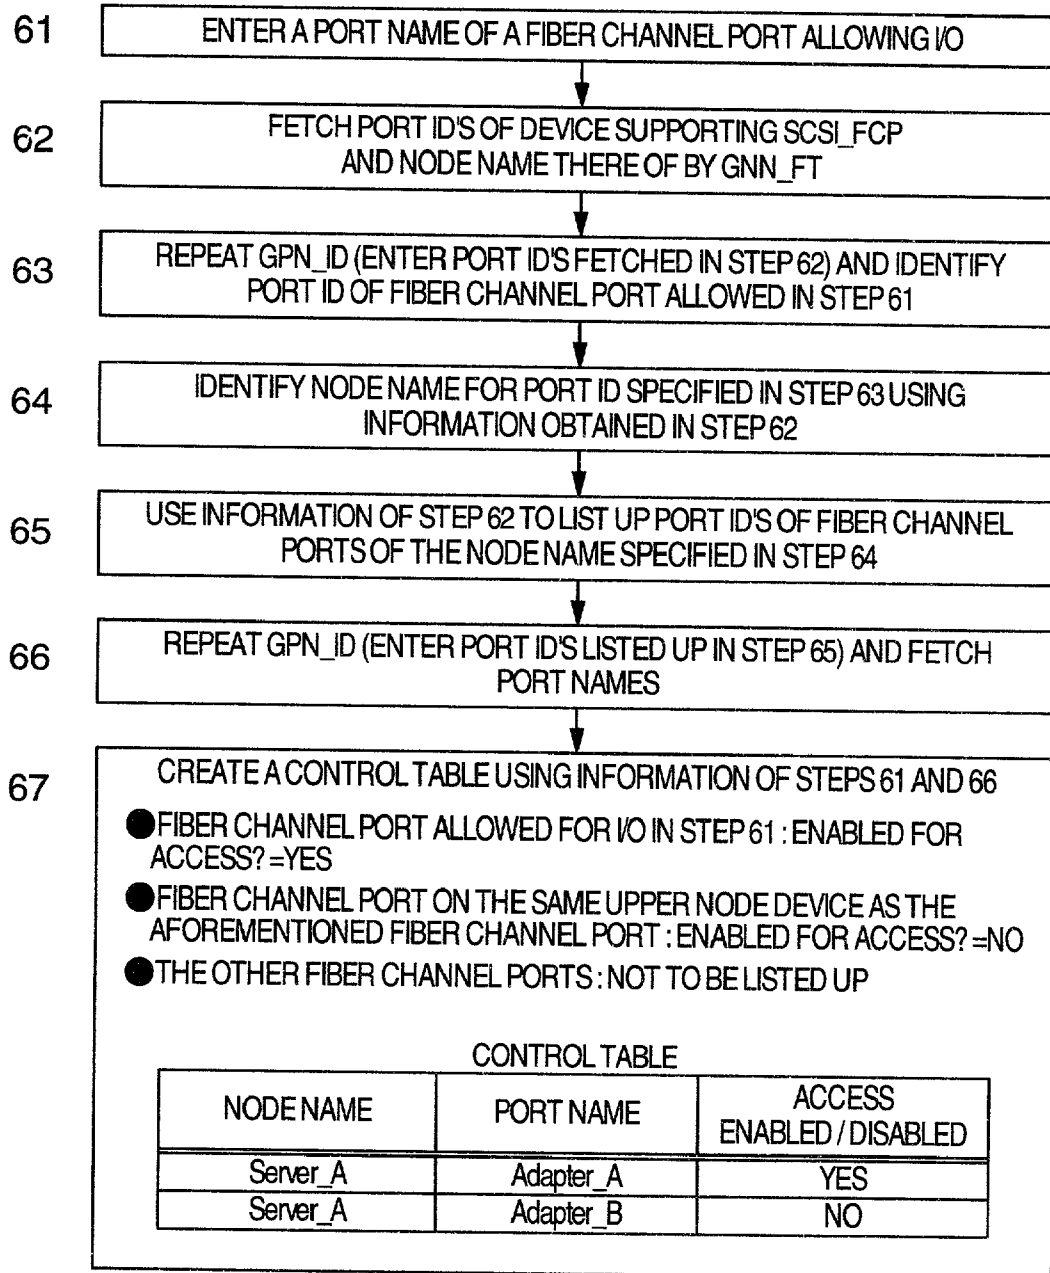 61
ENTER A PORT NAME OF A FIBER CHANNEL PORT ALLOWING I/O
62
FETCH PORT ID'S OF DEVICE SUPPORTING SCSI_FCP
AND NODE NAME THERE OF BY GNN_FT
63
REPEAT GPN_ID (ENTER PORT ID'S FETCHED IN STEP 62) AND IDENTIFY
PORT ID OF FIBER CHANNEL PORT ALLOWED IN STEP 61
64
IDENTIFY NODE NAME FOR PORT ID SPECIFIED IN STEP 63 USING
INFORMATION OBTAINED IN STEP 62
65
USE INFORMATION OF STEP 62 TO LIST UP PORT ID'S OF FIBER CHANNEL
PORTS OF THE NODE NAME SPECIFIED IN STEP 64
66
REPEAT GPN_ID (ENTER PORT ID'S LISTED UP IN STEP 65) AND FETCH
PORT NAMES
67
CREATE A CONTROL TABLE USING INFORMATION OF STEPS 61 AND 66
●FIBER CHANNEL PORT ALLOWED FOR I/O IN STEP 61 : ENABLED FOR
ACCESS? =YES
●FIBER CHANNEL PORT ON THE SAME UPPER NODE DEVICE AS THE
AFOREMENTIONED FIBER CHANNEL PORT : ENABLED FOR ACCESS? =NO
●THE OTHER FIBER CHANNEL PORTS : NOT TO BE LISTED UP
CONTROL TABLE
NODE NAME PORT NAME ACCESS
ENABLED / DISABLED
Server_A Adapter_A YES
Server_A Adapter_B NO